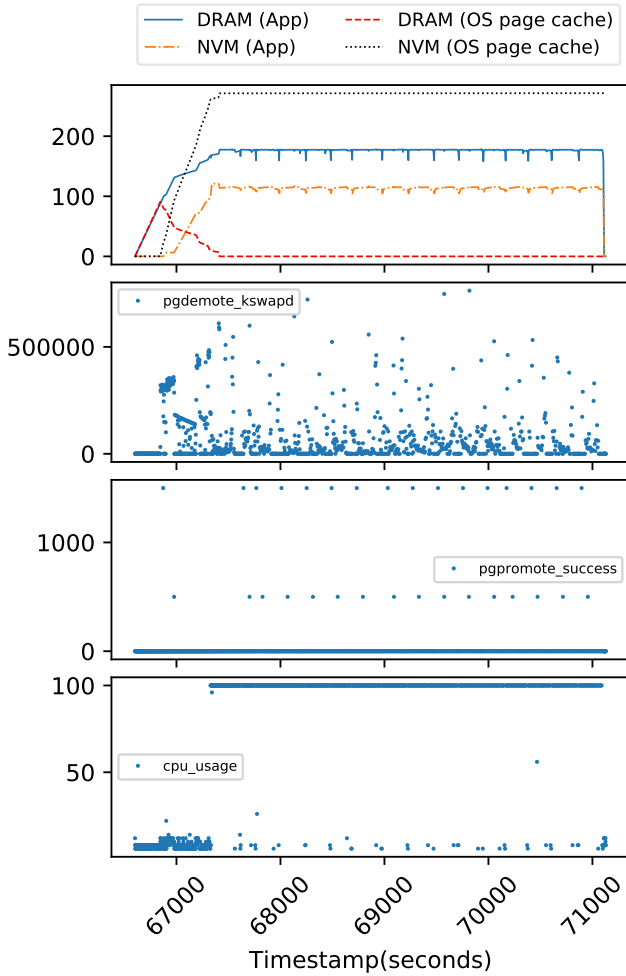 DRAM (App) DRAM (OS page cache)
NVM (App) NVM (OS page cache)
200
100
0
pgdemote_kswapd
500000
0
1000
pgpromote_success
0
100
cpu_usage
50
67000 68000 69000 70000 71000
Timestamp(seconds)